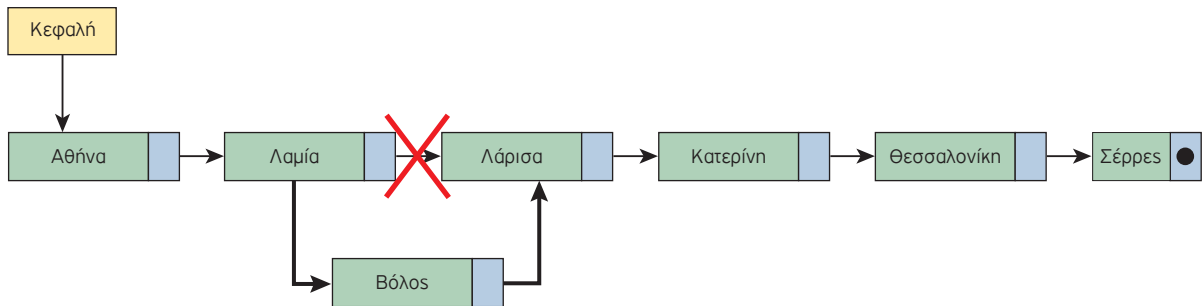 Κεφαλή
Αθήνα
Λαμία
Λάρισα
Κατερίνη
Θεσσαλονίκη
Σέρρες
Βόλος